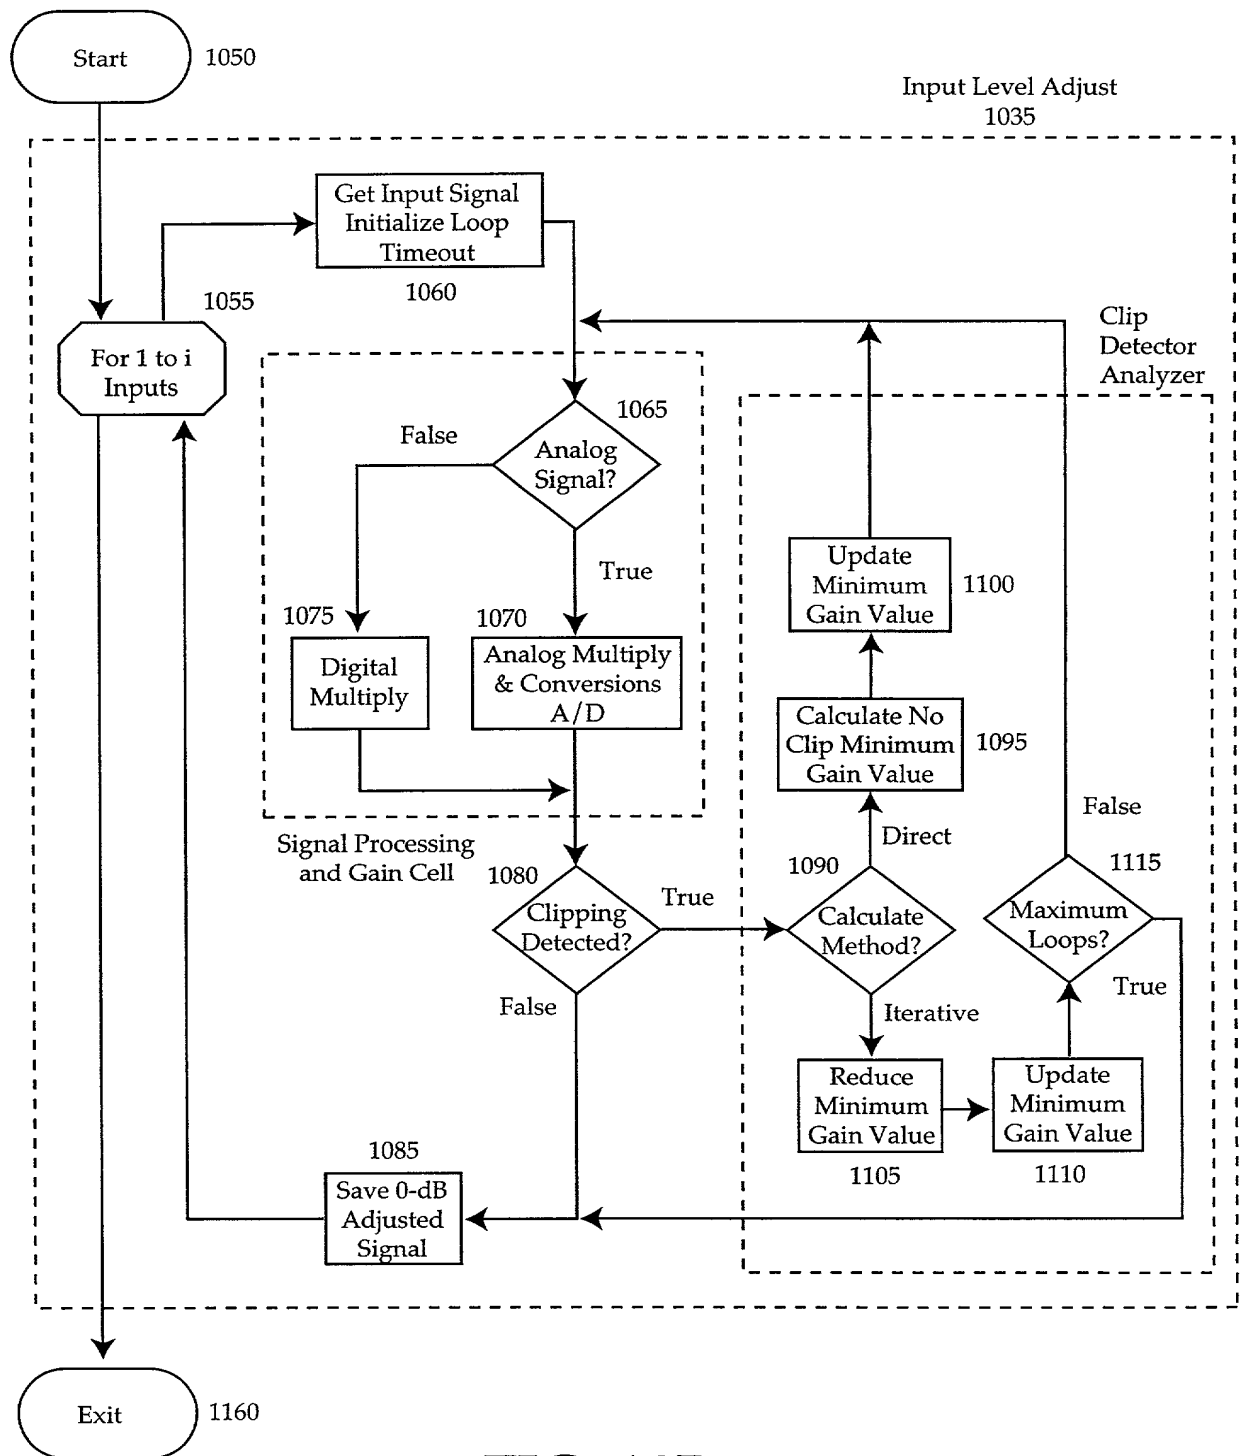 Start
1050
Input Level Adjust
1035
Get Input Signal
Initialize Loop
Timeout
1060
1055
For 1 to i
Inputs
Clip
Detector
Analyzer
1065
Analog
Signal?
False
True
1075
Digital
Multiply
1070
Analog Multiply
& Conversions
A/D
Signal Processing
and Gain Cell
Update
Minimum
Gain Value
1100
Calculate No
Clip Minimum
Gain Value
1095
Direct
False
1080
Clipping
Detected?
True
False
1090
Calculate
Method?
Iterative
1115
Maximum
Loops?
True
Reduce
Minimum
Gain Value
1105
Update
Minimum
Gain Value
1110
1085
Save 0-dB
Adjusted
Signal
Exit
1160